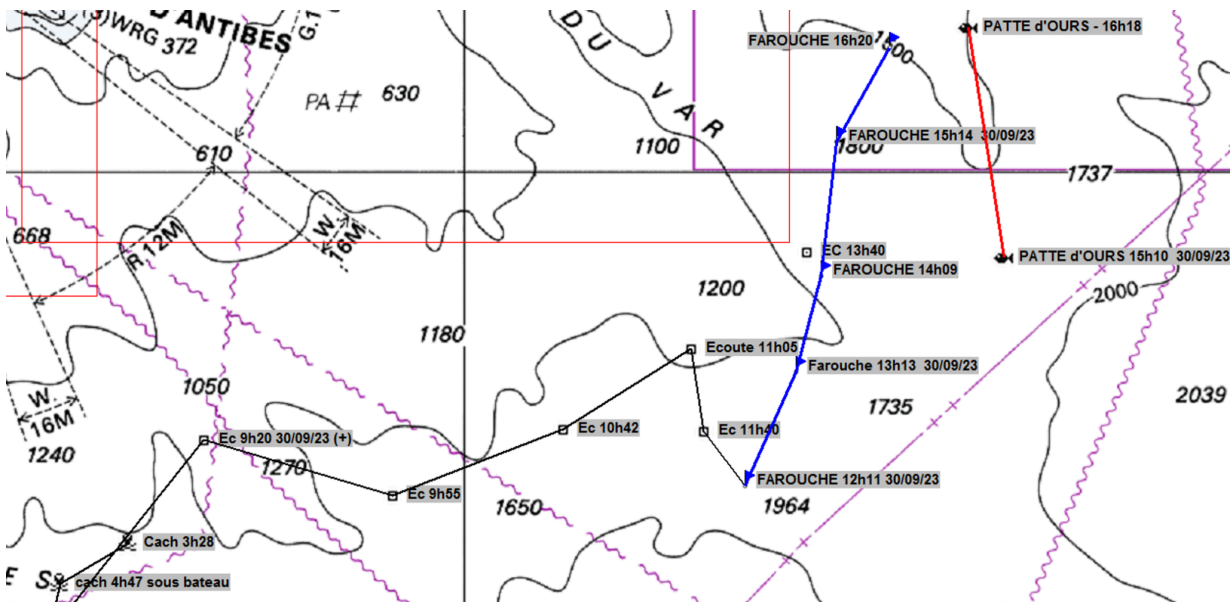 D'ANTIBES
)WRG 372
G.1
D U
V A R
FAROUCHE 16h20
1500
PATTE d'OURS - 16h18
PA
630
610
1100
FAROUCHE 15h14 30/09/23
1800
1737
668
R 12M
W.
16M
EC 13h40
PATTE d'OURS 15h10 30/09/23
FAROUCHE 14h09
1200
2000
1180
Ecoute 11h05
Farouche 13h13 30/09/23
1050
W.
16M
1735
2039
Ec 9h20 30/09/23 (+)
Ec 10h42
Ec 11h40
1240
1270
Ec 9h55
FAROUCHE 12h11 30/09/23
1650
1964
Cach 3h28
E S
cach 4h47 sous bateau